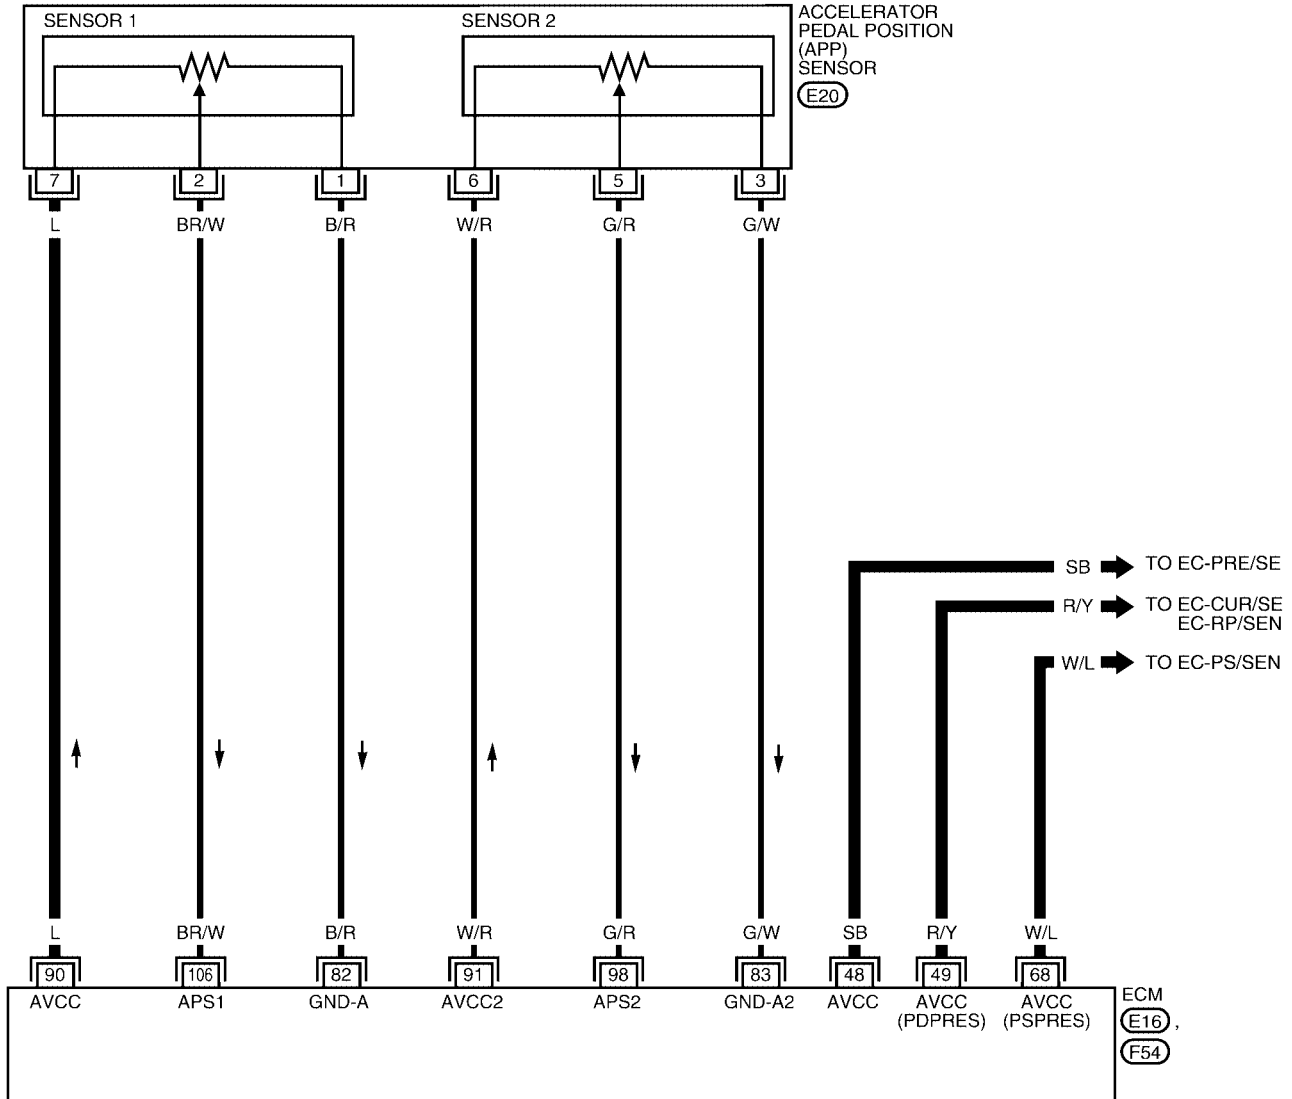 SENSOR 1
SENSOR 2
ACCELERATOR
PEDAL POSITION
(APP)
SENSOR
E20
7 2 1 6 5 3
L BR/W B/R W/R G/R G/W
SB TO EC-PRE/SE
R/Y TO EC-CUR/SE
EC-RP/SEN
W/L TO EC-PS/SEN
L BR/W B/R W/R G/R G/W SB R/Y W/L
90 106 82 91 98 83 48 49 68
AVCC APS1 GND-A AVCC2 APS2 GND-A2 AVCC AVCC AVCC
(PDPRES) (PSPRES)
ECM
E16 ,
F54